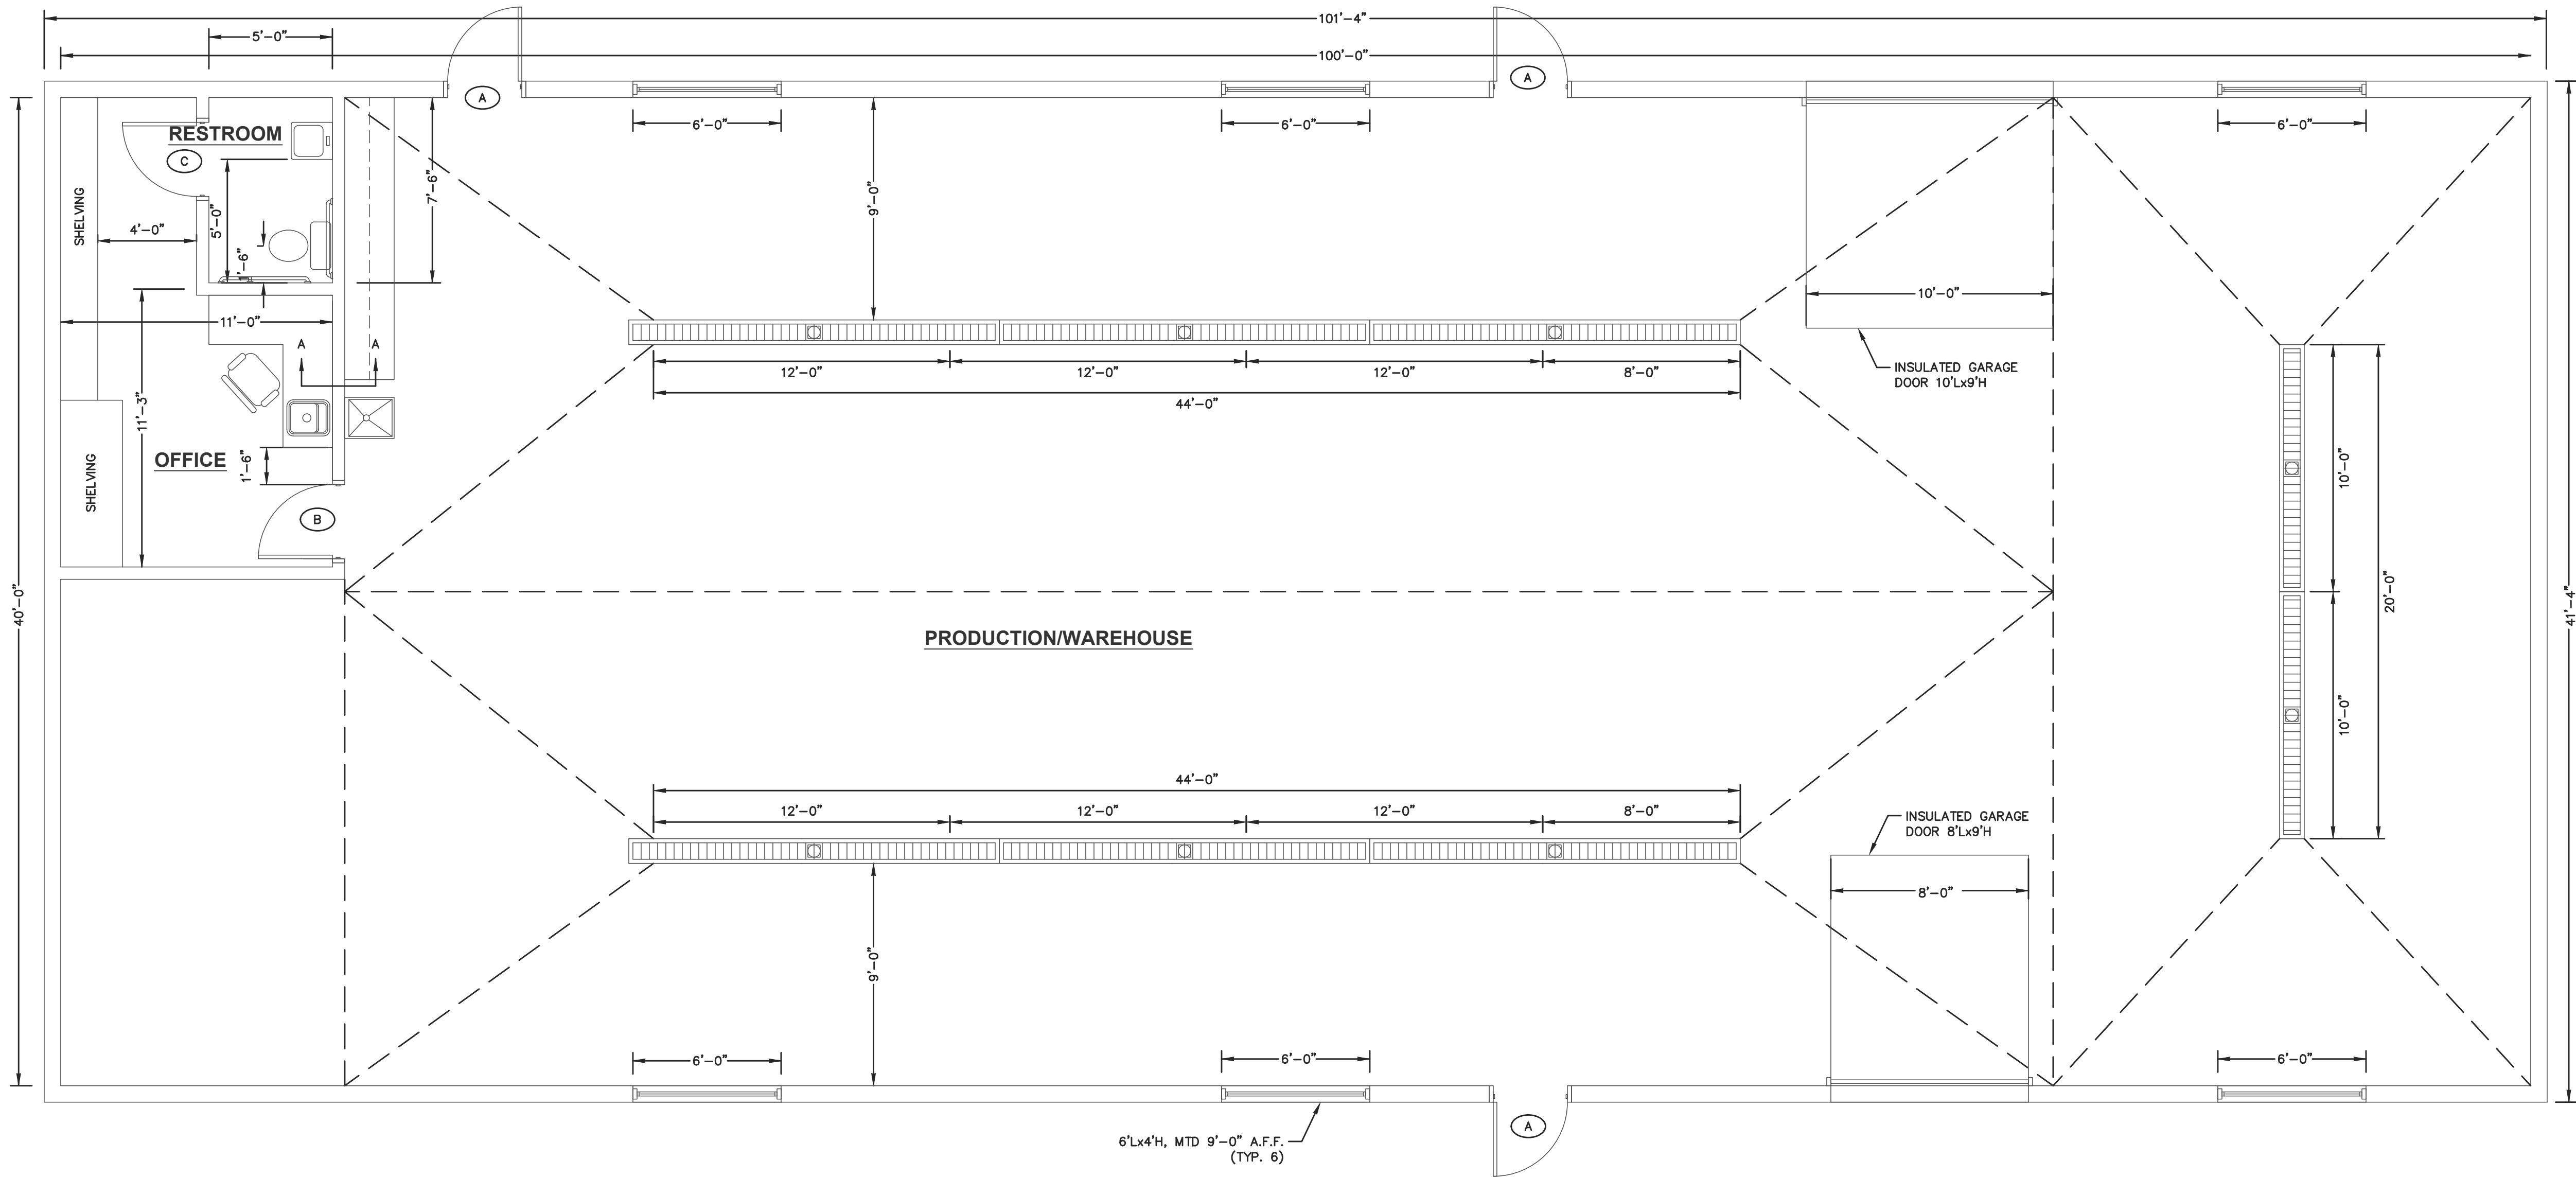 101'-4"
5'-0"
100'-0"
A
A
6'-0"
6'-0"
6'-0"
RESTROOM
C
SHELVING
4'-0"
5'-0"
1'-6"
7'-6"
9'-0"
10'-0"
11'-0"
A
A
12'-0"
12'-0"
12'-0"
8'-0"
44'-0"
INSULATED GARAGE
DOOR 10'Lx9'H
11'-3"
OFFICE
1'-6"
SHELVING
B
10'-0"
20'-0"
10'-0"
40'-0"
41'-4"
PRODUCTION/WAREHOUSE
44'-0"
12'-0"
12'-0"
12'-0"
8'-0"
INSULATED GARAGE
DOOR 8'Lx9'H
8'-0"
9'-0"
6'-0"
6'-0"
6'-0"
A
6'Lx4'H, MTD 9'-0" A.F.F.
(TYP. 6)